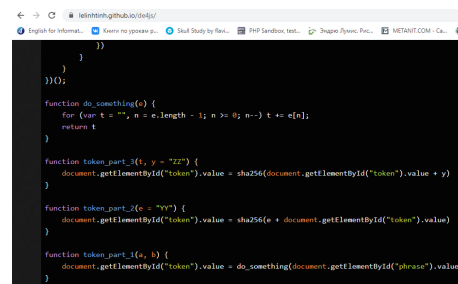 lelinhtinh.github.io/de4js/
English for Informat...
Книги по урокам р...
Skull Study by flavi...
PHP Sandbox, test...
Эндрю Лумис. Рис...
METANIT.COM - Са...
})
}
}
})();
function do_something(e) {
for (var t = "", n = e.length - 1; n >= 0; n--) t += e[n];
return t
}
function token_part_3(t, y = "ZZ") {
document.getElementById("token").value = sha256(document.getElementById("token").value + y)
}
function token_part_2(e = "YY") {
document.getElementById("token").value = sha256(e + document.getElementById("token").value)
}
function token_part_1(a, b) {
document.getElementById("token").value = do_something(document.getElementById("phrase").value
}